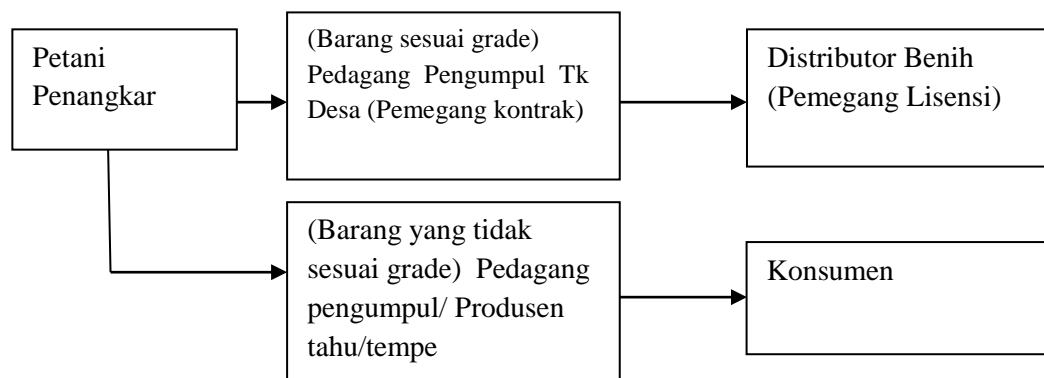 Petani
Penangkar
(Barang sesuai grade)
Pedagang Pengumpul Tk
Desa (Pemegang kontrak)
Distributor Benih
(Pemegang Lisensi)
(Barang yang tidak
sesuai grade) Pedagang
pengumpul/ Produsen
tahu/tempe
Konsumen